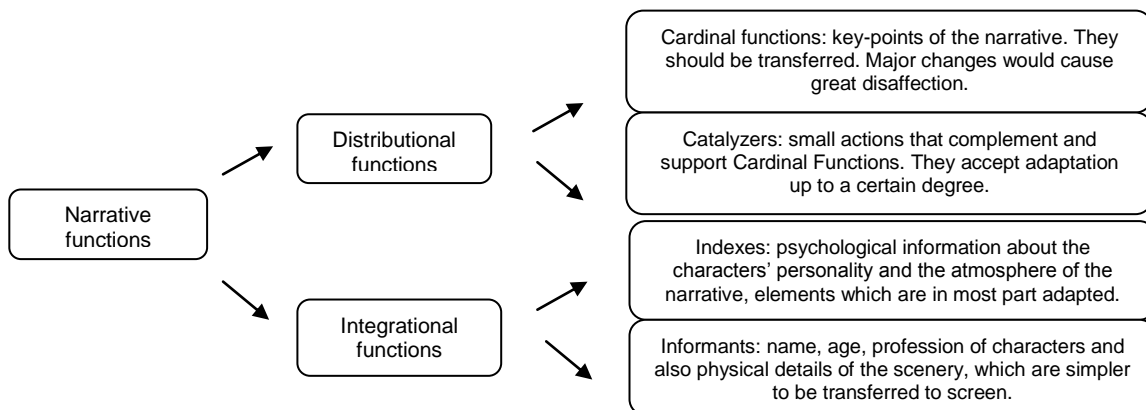 Narrative
functions
Distributional
functions
Cardinal functions: key-points of the narrative. They
should be transferred. Major changes would cause
great disaffection.
Catalyzers: small actions that complement and
support Cardinal Functions. They accept adaptation
up to a certain degree.
Integrational
functions
Indexes: psychological information about the
characters’ personality and the atmosphere of the
narrative, elements which are in most part adapted.
Informants: name, age, profession of characters and
also physical details of the scenery, which are simpler
to be transferred to screen.